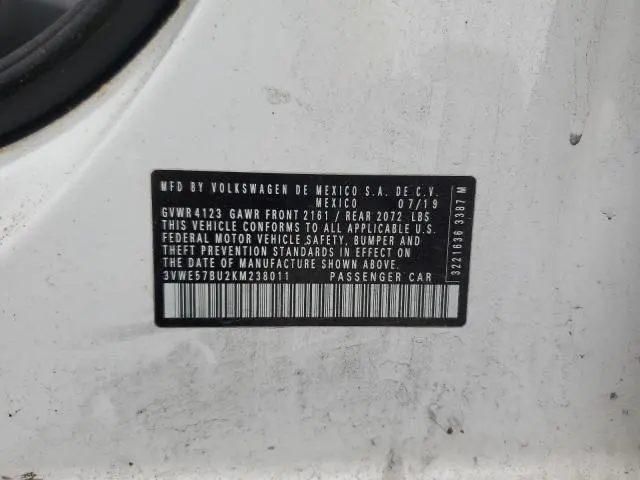 MFD BY VOLKSWAGEN DE MEXICO S.A. DE C.V.
MEXICO 07/19
GVWR 4123 GAWR FRONT 2161 / REAR 2072 LBS
THIS VEHICLE CONFORMS TO ALL APPLICABLE U.S.
FEDERAL MOTOR VEHICLE SAFETY, BUMPER AND
THEFT PREVENTION STANDARDS IN EFFECT ON
THE DATE OF MANUFACTURE SHOWN ABOVE.
3VWE57BU2KM238011 PASSENGER CAR
3221636 3387 M